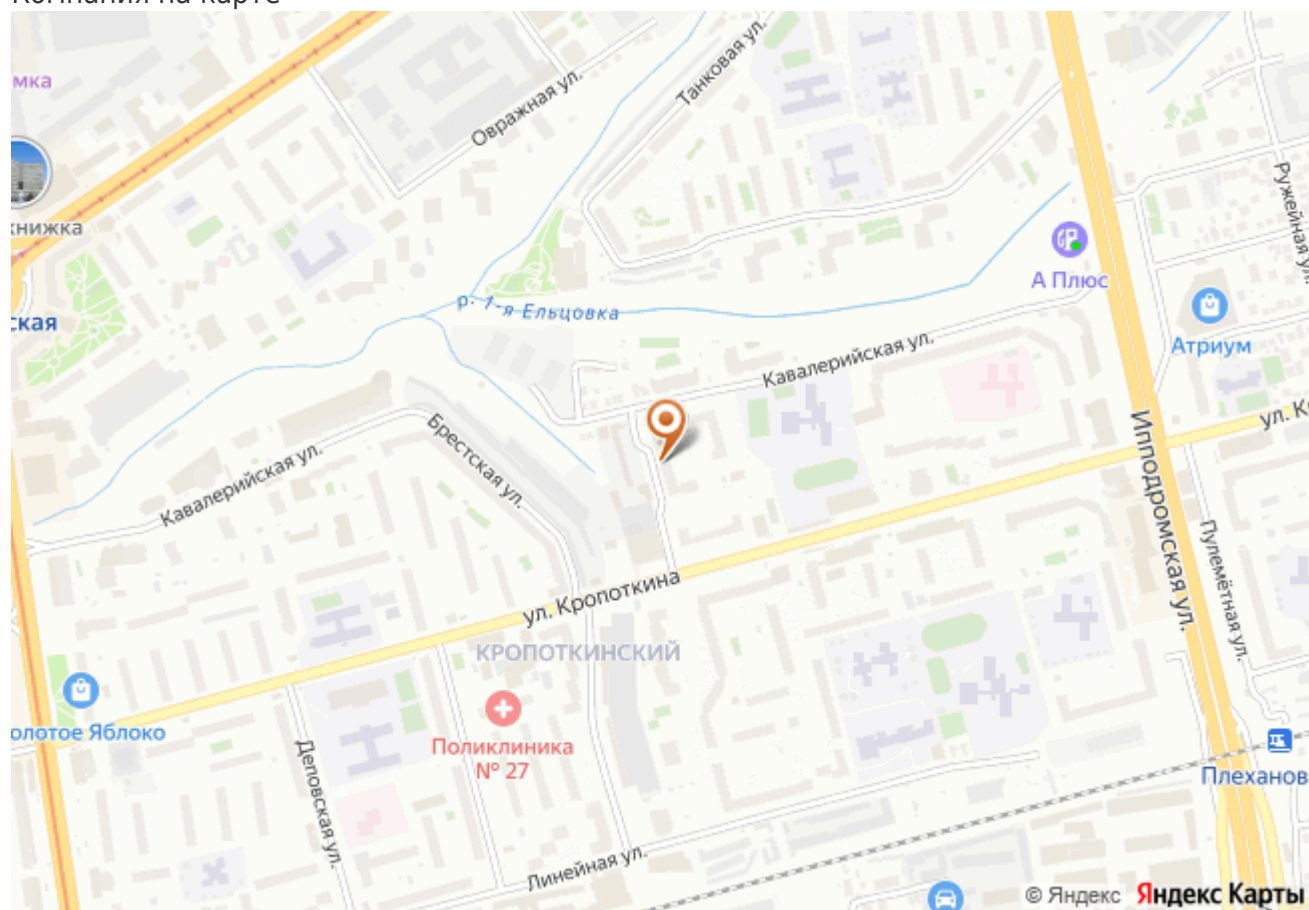 Компания на карте
мка
Овражная ул.
Танковая ул.
Ружейная ул.
книжка
А Плюс
р. 1-я Ельцовка
ская
Атриум
Кавалерийская ул.
Брестская ул.
Ипподромская ул.
ул. К
Кавалерийская ул.
Пулемётная ул.
ул. Кропоткина
КРОПОТКИНСКИЙ
олотое Яблоко
Поликлиника
№ 27
Деповская ул.
Плеханов
Линейная ул.
© Яндекс Яндекс Карты